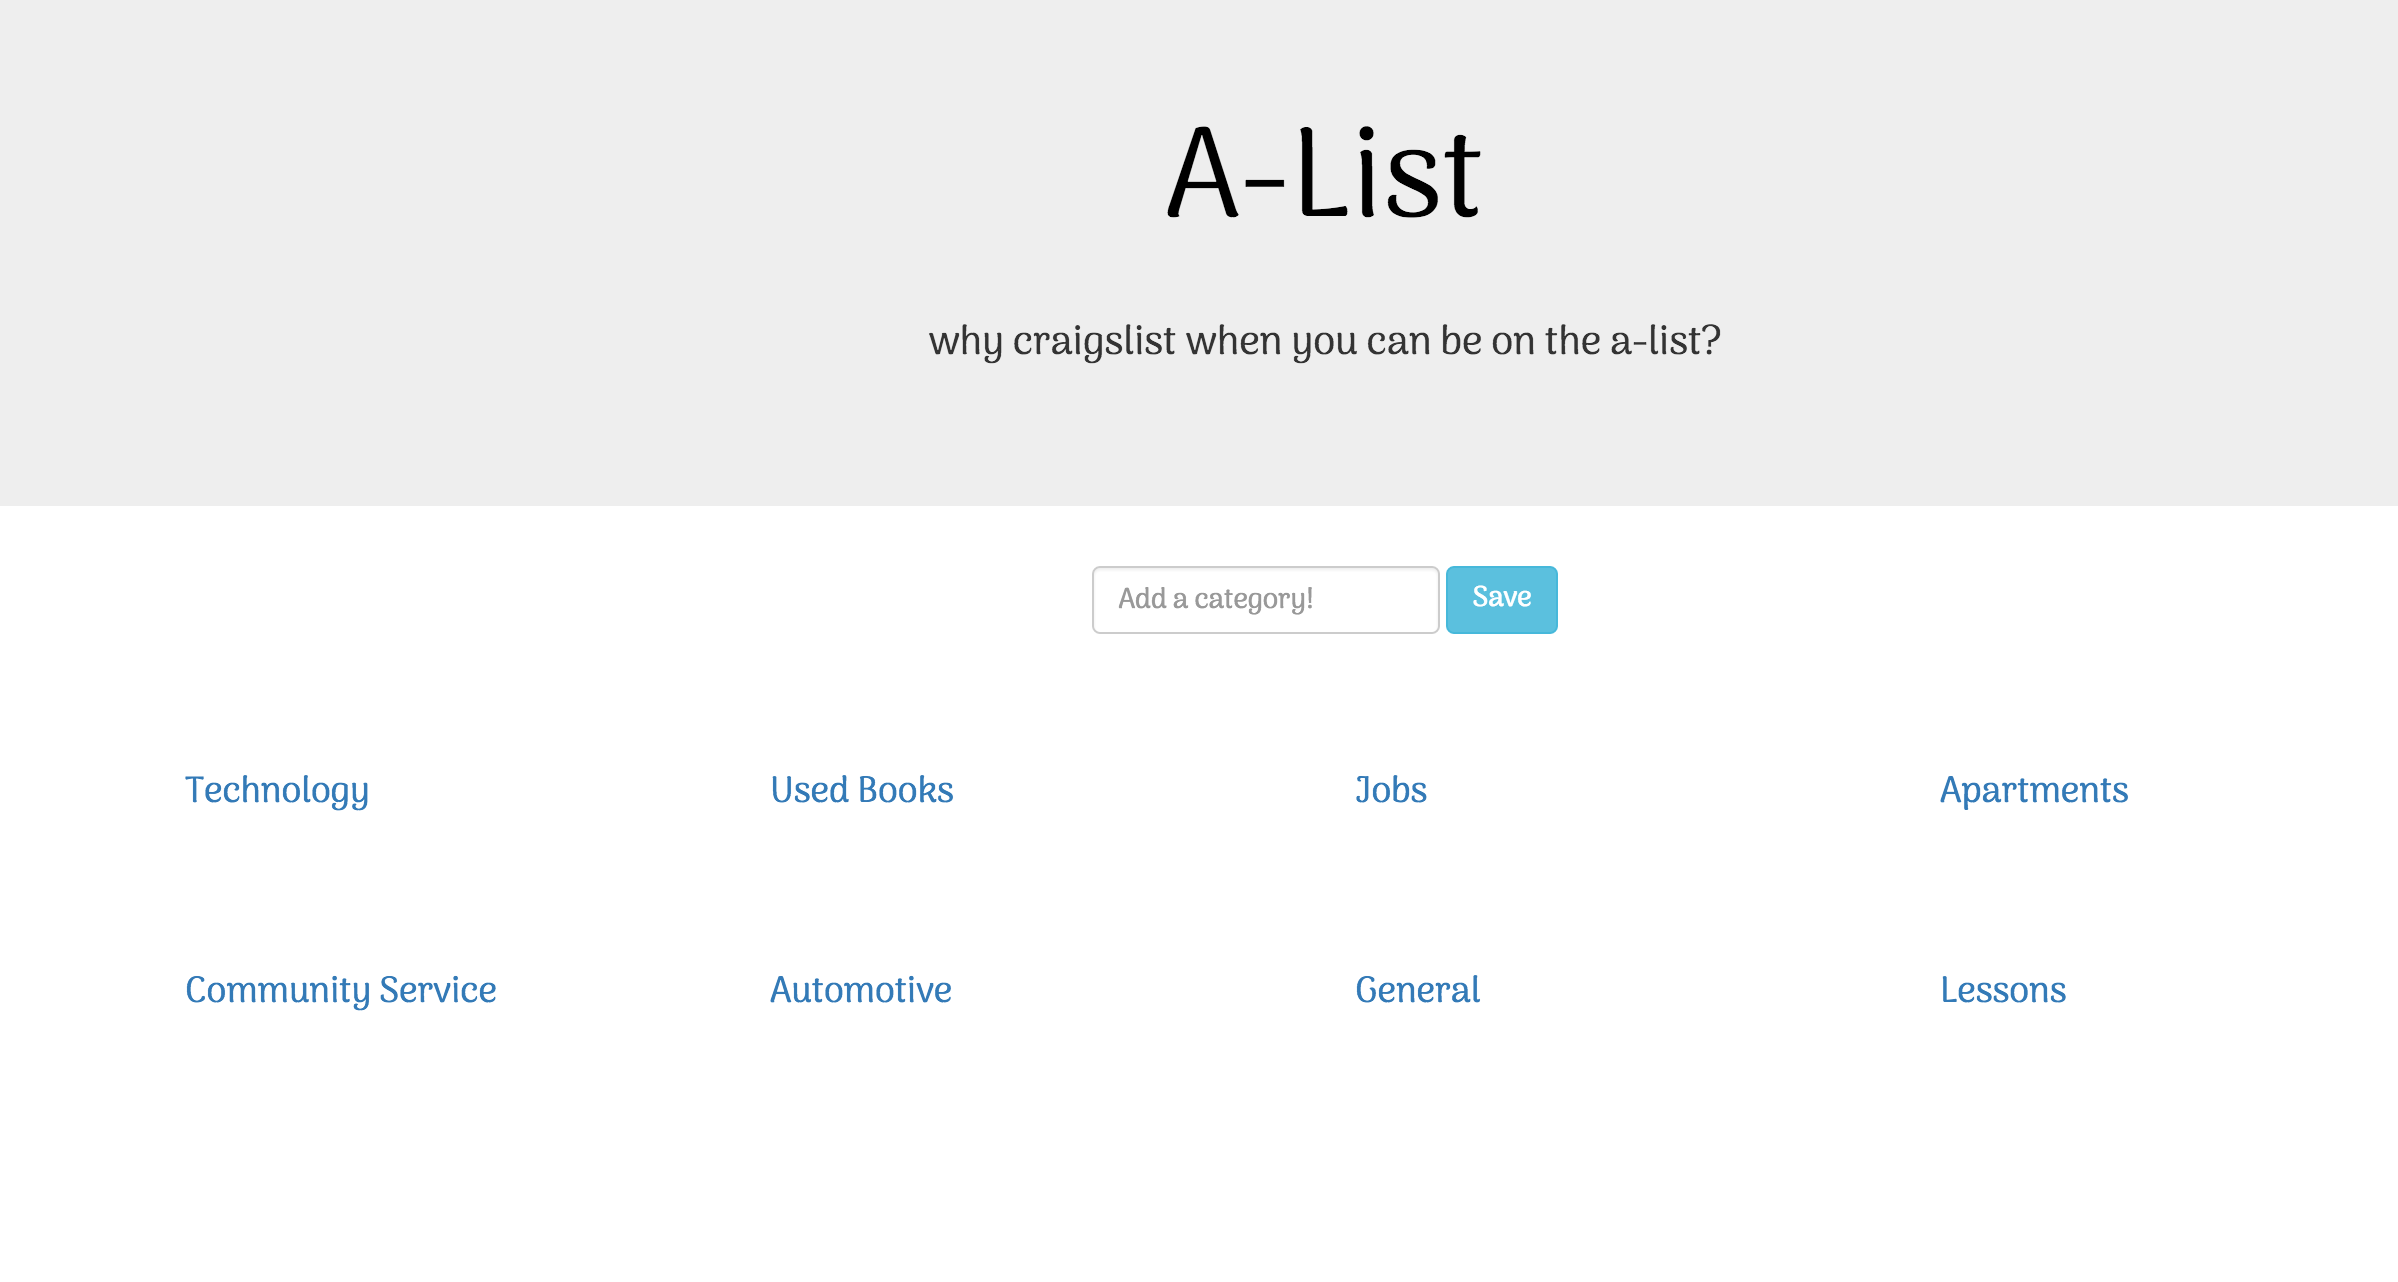 A-List
why craigslist when you can be on the a-list?
Add a category! Save
Technology Used Books Jobs Apartments
Community Service Automotive General Lessons